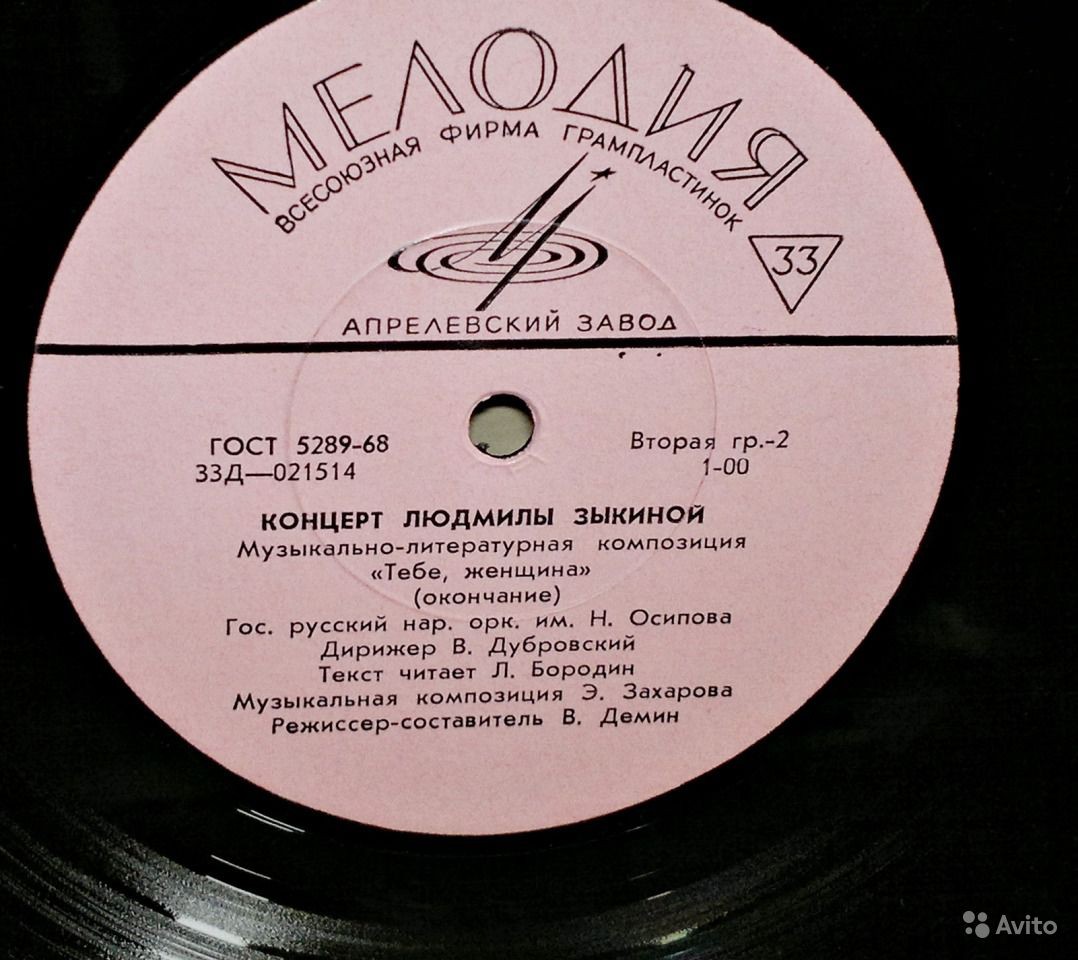 МЕЛОДИЯ
ВСЕСОЮЗНАЯ ФИРМА ГРАМПЛАСТИНОК
33
АПРЕЛЕВСКИЙ ЗАВОД
ГОСТ 5289-68
33Д—021514
Вторая гр.-2
1-00
КОНЦЕРТ ЛЮДМИЛЫ ЗЫКИНОЙ
Музыкально-литературная композиция
«Тебе, женщина»
(окончание)
Гос. русский нар. орк. им. Н. Осипова
Дирижер В. Дубровский
Текст читает Л. Бородин
Музыкальная композиция Э. Захарова
Режиссер-составитель В. Демин
Avito